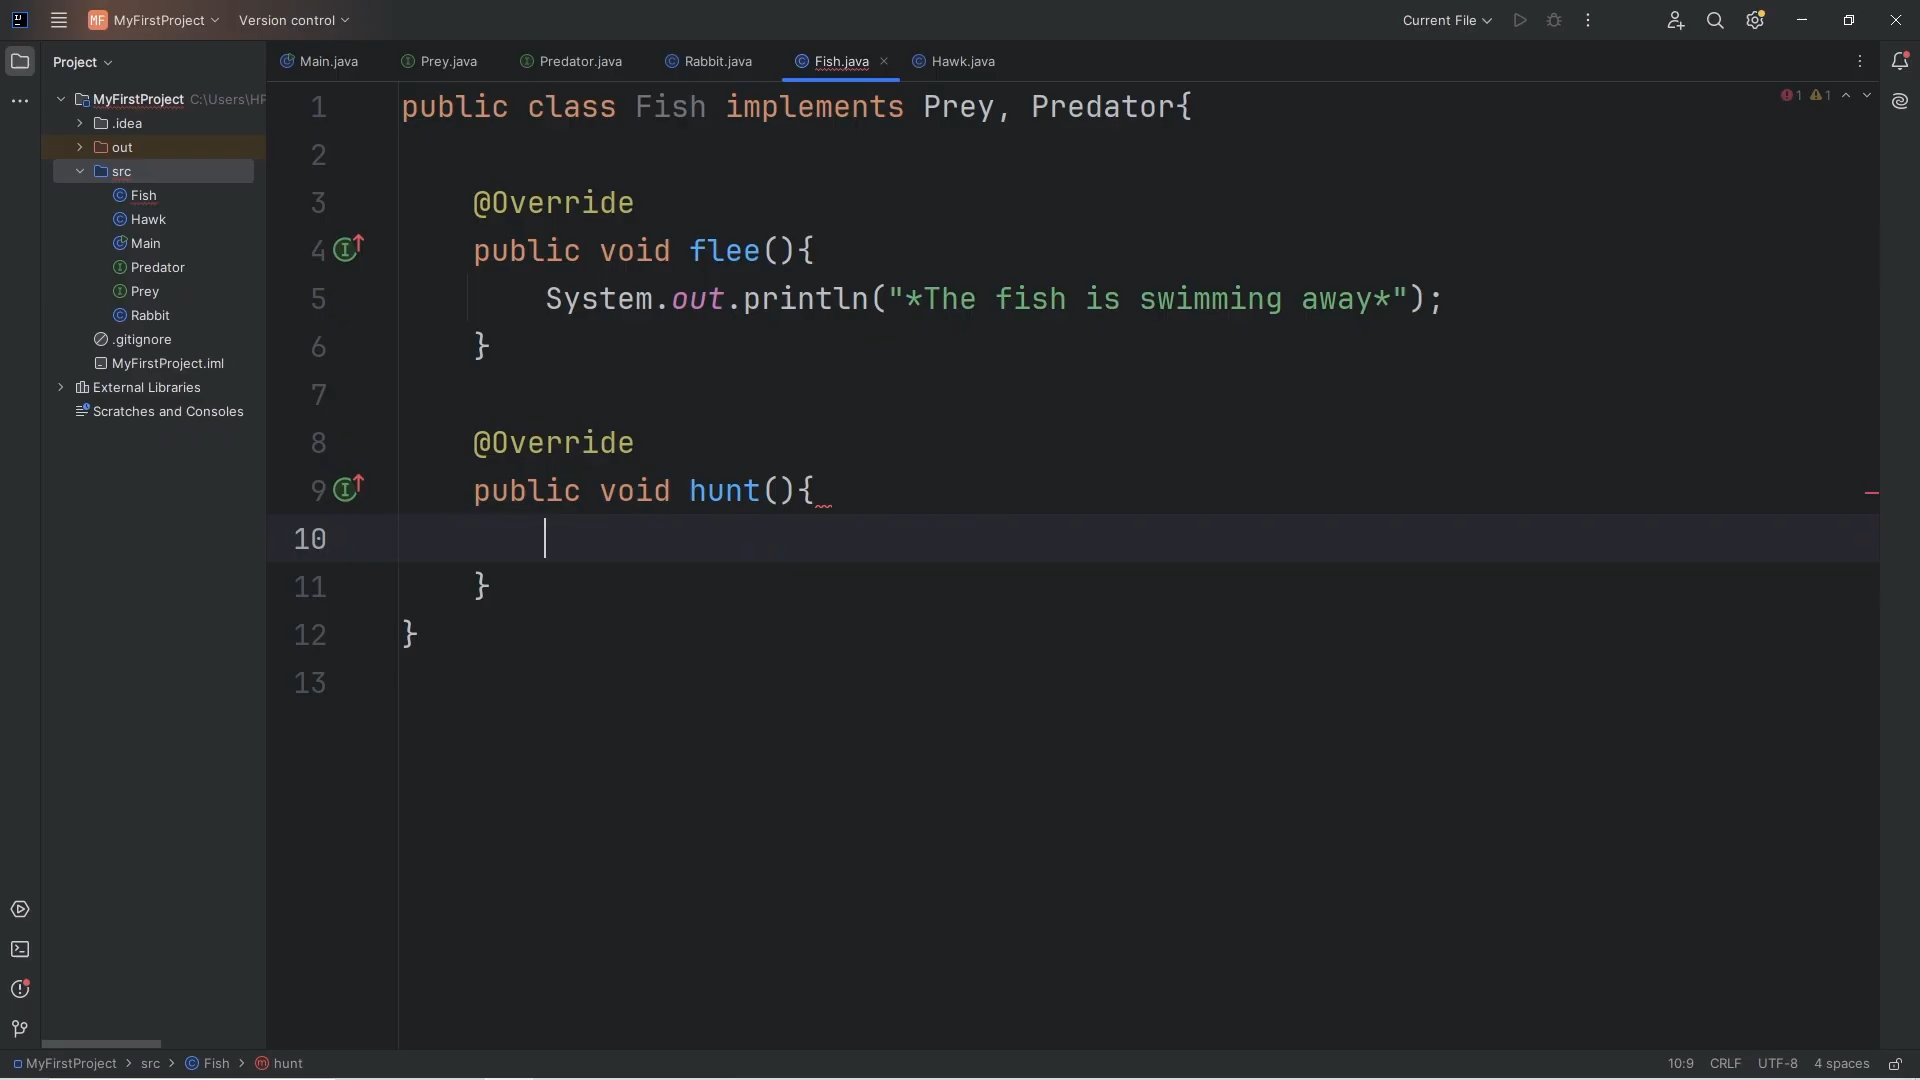 MF MyFirstProject Version control Current File
Project
Main.java Prey.java Predator.java Rabbit.java Fish.java Hawk.java
MyFirstProject C:\Users\HP
.idea
out
src
Fish
Hawk
Main
Predator
Prey
Rabbit
.gitignore
MyFirstProject.iml
External Libraries
Scratches and Consoles
1 1
1 public class Fish implements Prey, Predator{
2
3 @Override
4 public void flee(){
5 System.out.println("*The fish is swimming away*");
6 }
7
8 @Override
9 public void hunt(){
10
11 }
12 }
13
MyFirstProject > src > Fish > hunt 10:9 CRLF UTF-8 4 spaces